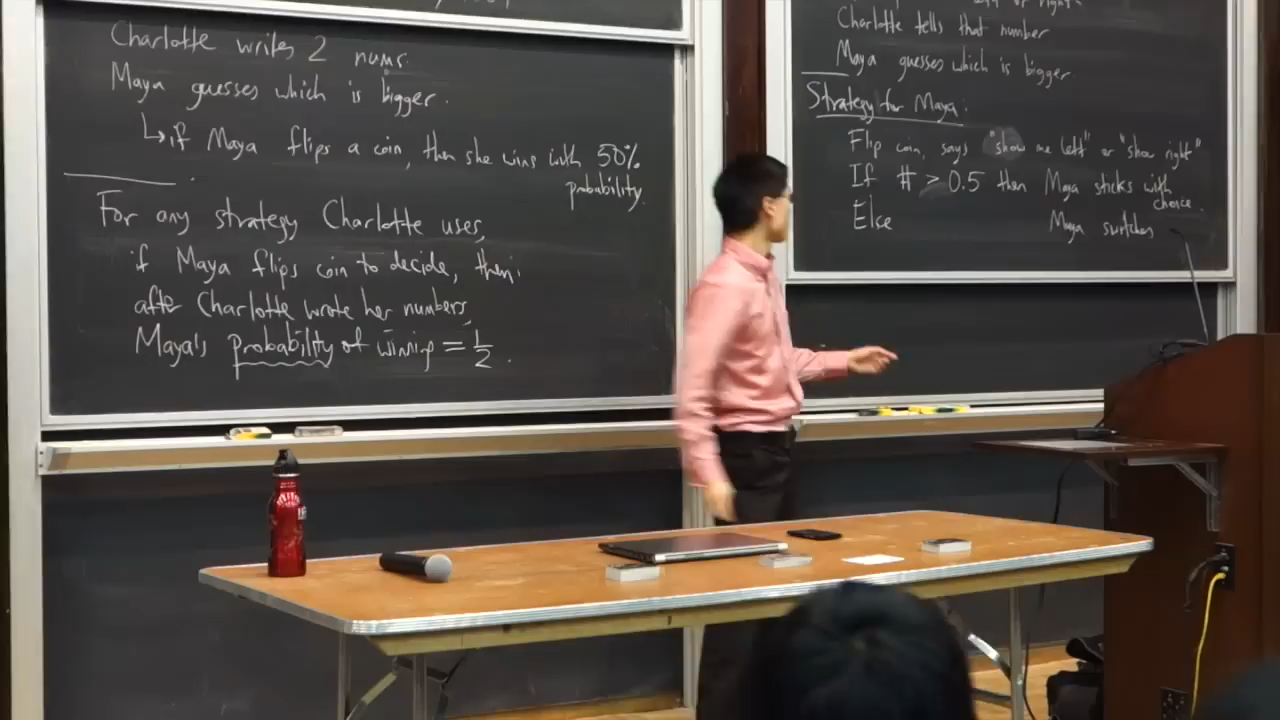 Charlotte writes 2 nums.
Maya guesses which is bigger.
↳ if Maya flips a coin, then she wins with 50%
probability.
For any strategy Charlotte uses,
if Maya flips coin to decide, then
after Charlotte wrote her numbers,
Maya's probability of winning = 1/2.
left or right"
Charlotte tells that number
Maya guesses which is bigger.
Strategy for Maya:
Flip coin, says "show me left" or "show right"
If # > 0.5 then Maya sticks with
choice.
Else Maya switches